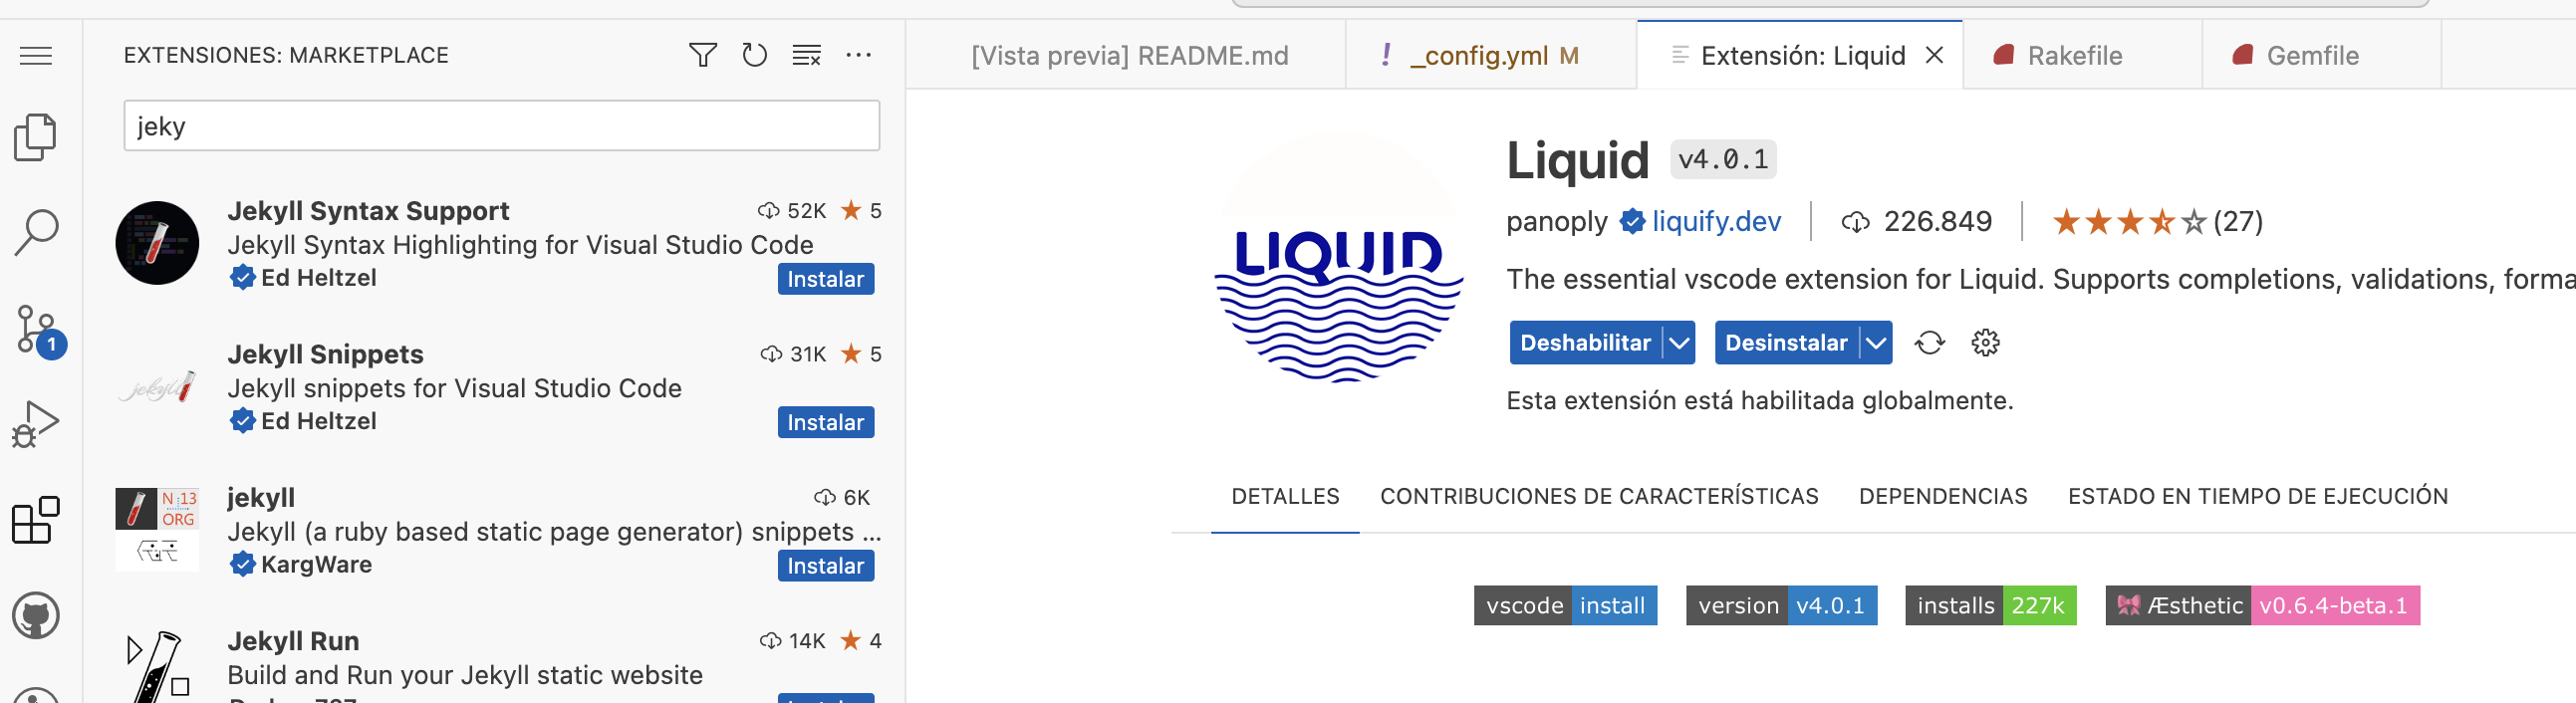 EXTENSIONES: MARKETPLACE
jeky
Jekyll Syntax Support 52K 5
Jekyll Syntax Highlighting for Visual Studio Code
Ed Heltzel Instalar
Jekyll Snippets 31K 5
Jekyll snippets for Visual Studio Code
Ed Heltzel Instalar
jekyll 6K
Jekyll (a ruby based static page generator) snippets ...
KargWare Instalar
Jekyll Run 14K 4
Build and Run your Jekyll static website
1
jekyll
N :13
ORG
[Vista previa] README.md
! _config.yml M
Extensión: Liquid
Rakefile
Gemfile
LIQUID
Liquid v4.0.1
panoply liquify.dev 226.849 (27)
The essential vscode extension for Liquid. Supports completions, validations, forma
Deshabilitar Desinstalar
Esta extensión está habilitada globalmente.
DETALLES CONTRIBUCIONES DE CARACTERÍSTICAS DEPENDENCIAS ESTADO EN TIEMPO DE EJECUCIÓN
vscode install version v4.0.1 installs 227k Æsthetic v0.6.4-beta.1